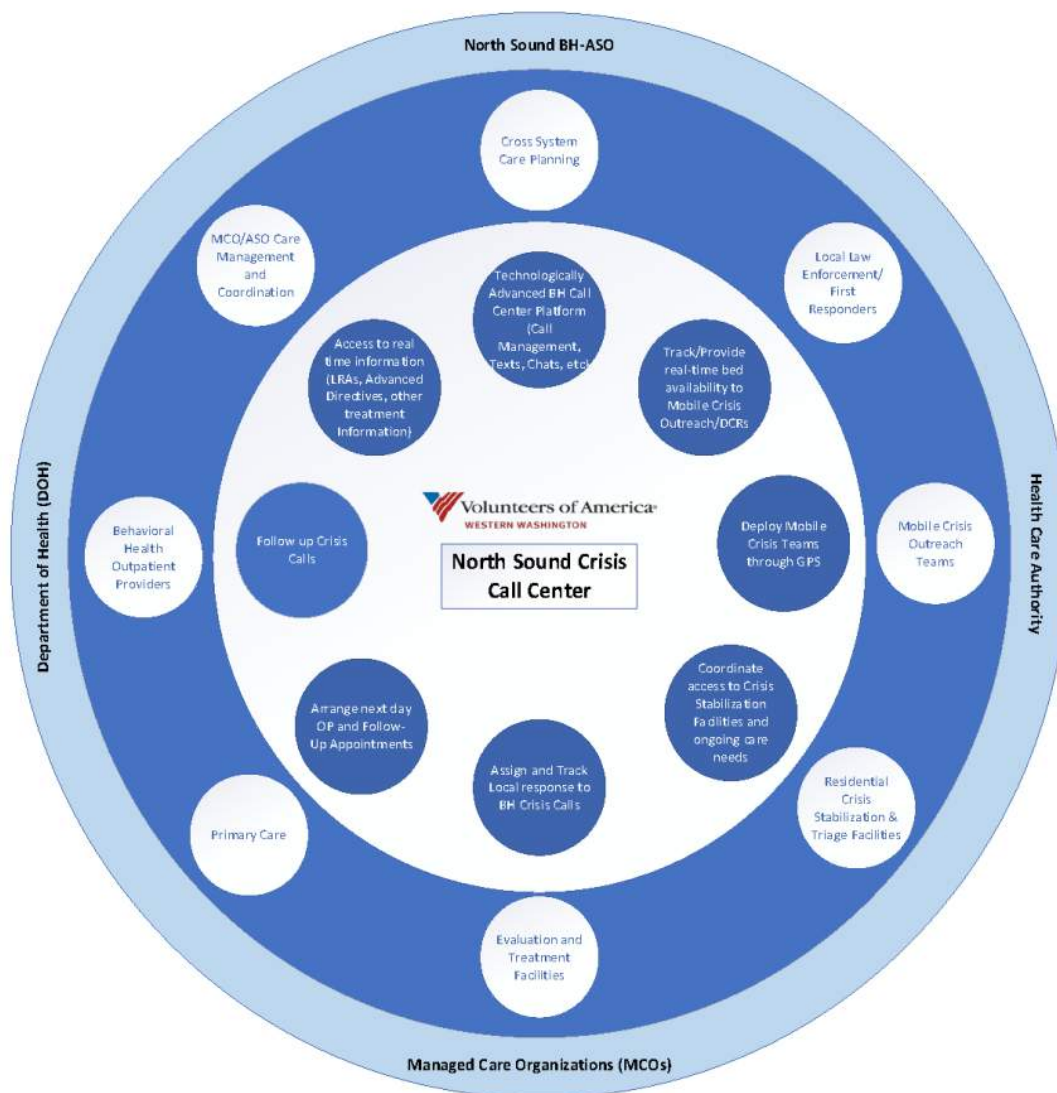 North Sound BH-ASO
Cross System
Care Planning
MCO/ASO Care
Management
and
Coordination
Local Law
Enforcement/
First
Responders
Technologically
Advanced BH Call
Center Platform
(Call
Management,
Texts, Chats, etc)
Access to real
time information
(LRAs, Advanced
Directives, other
treatment
Information)
Track/Provide
real-time bed
availability to
Mobile Crisis
Outreach/DCRs
Volunteers of America
WESTERN WASHINGTON
North Sound Crisis
Call Center
Department of Health (DOH)
Behavioral
Health
Outpatient
Providers
Follow up Crisis
Calls
Deploy Mobile
Crisis Teams
through GPS
Mobile Crisis
Outreach
Teams
Health Care Authority
Arrange next day
OP and Follow-
Up Appointments
Coordinate
access to Crisis
Stabilization
Facilities and
ongoing care
needs
Assign and Track
Local response to
BH Crisis Calls
Primary Care
Residential
Crisis
Stabilization &
Triage Facilities
Evaluation and
Treatment
Facilities
Managed Care Organizations (MCOs)